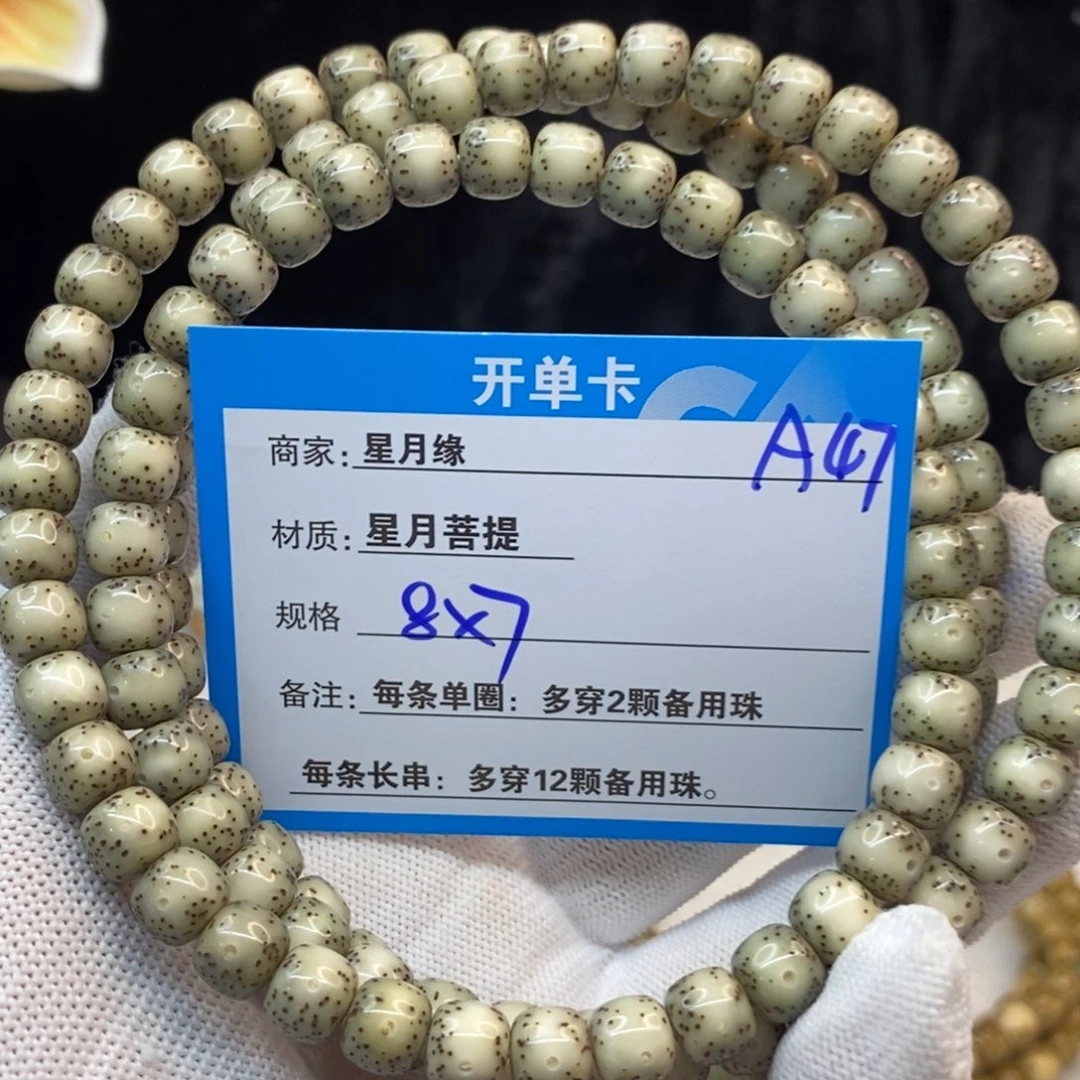 开单卡
商家：星月缘 A47
材质：星月菩提
规格 8x7
备注：每条单圈：多穿2颗备用珠
每条长串：多穿12颗备用珠。